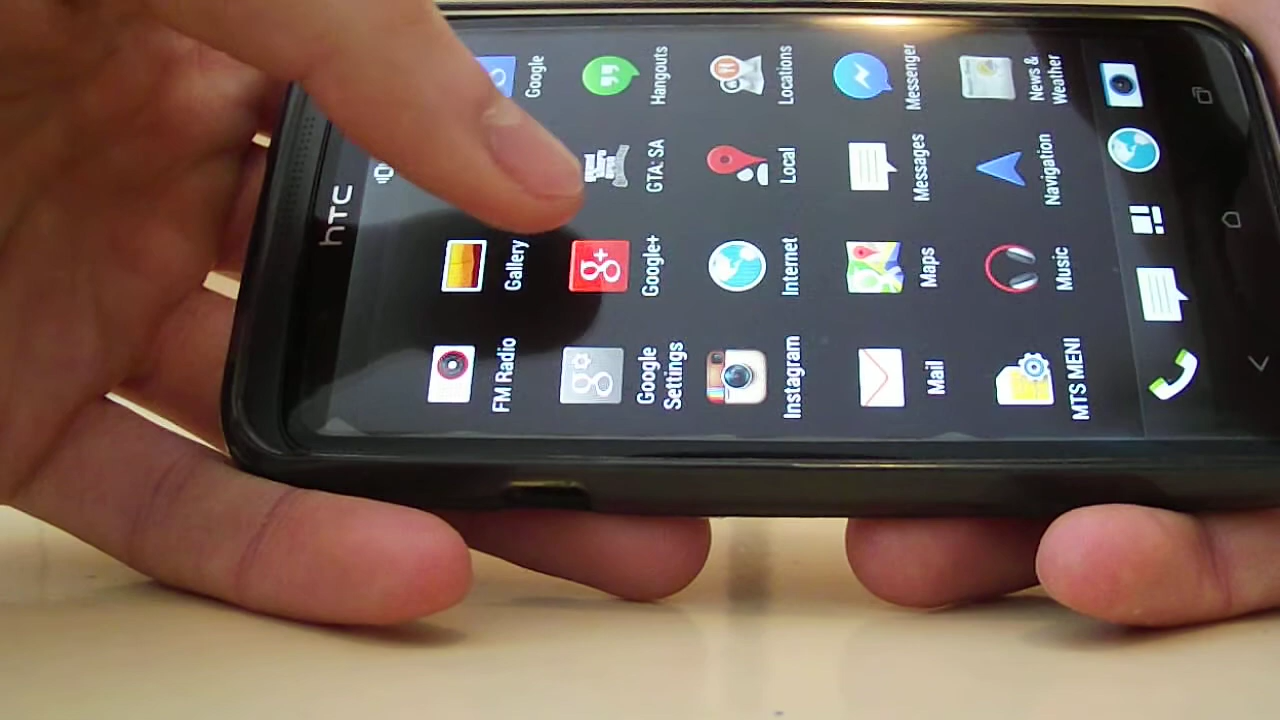 hTC
FM Radio
Gallery
Google
Google
Settings
Google+
GTA: SA
Hangouts
Instagram
Internet
Local
Locations
Mail
Maps
Messages
Messenger
MTS MENI
Music
Navigation
News &
Weather